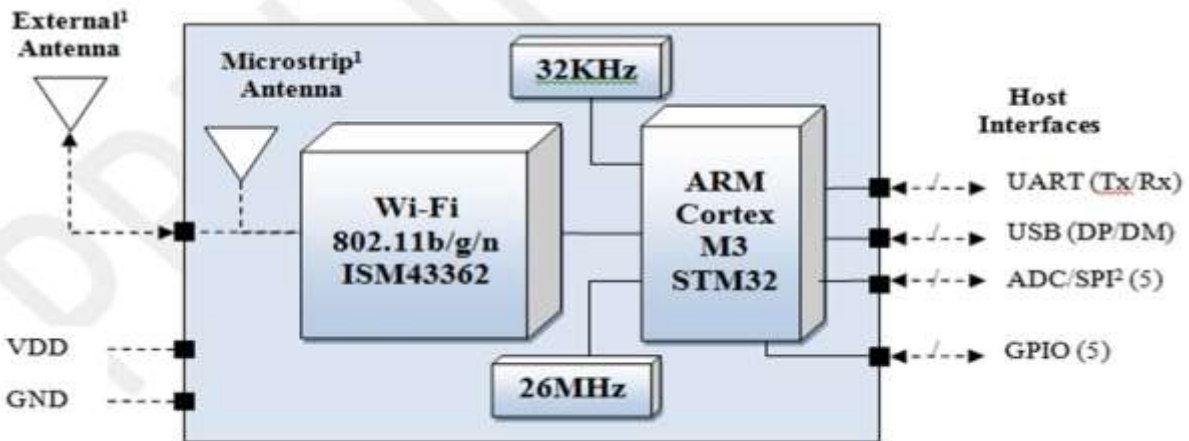 External¹
Antenna
Microstrip¹
Antenna
32KHz
Host
Interfaces
Wi-Fi
802.11b/g/n
ISM43362
ARM
Cortex
M3
STM32
UART (Tx/Rx)
USB (DP/DM)
ADC/SPI² (5)
GPIO (5)
VDD
GND
26MHz